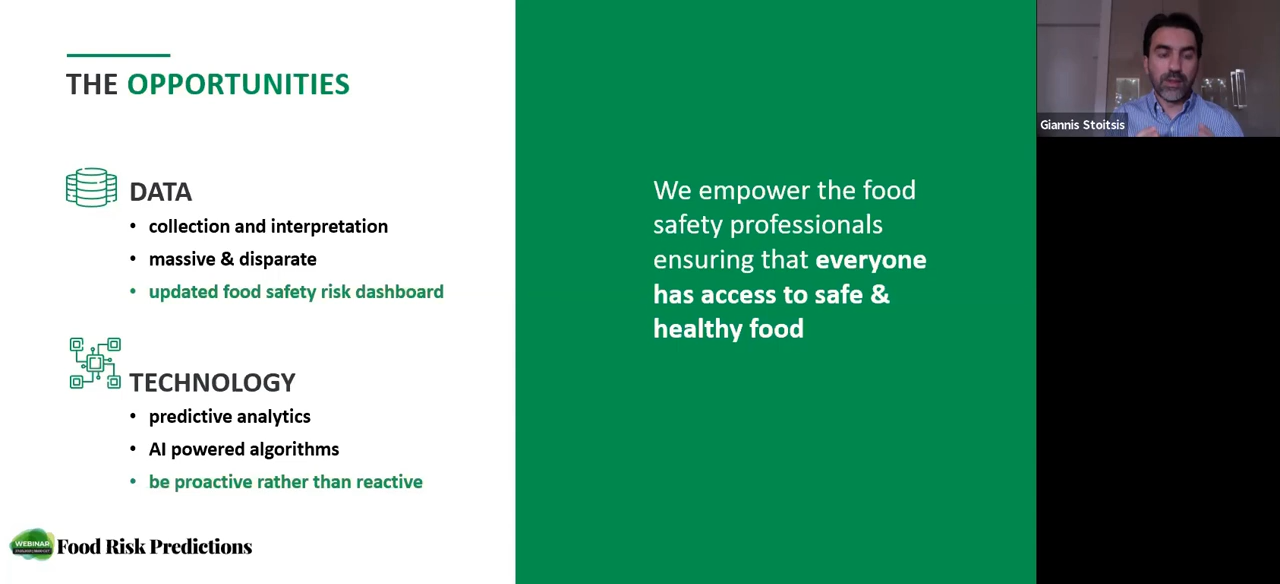 THE OPPORTUNITIES
DATA
• collection and interpretation
• massive & disparate
• updated food safety risk dashboard
TECHNOLOGY
• predictive analytics
• AI powered algorithms
• be proactive rather than reactive
WEBINAR
Food Risk Predictions
We empower the food
safety professionals
ensuring that everyone
has access to safe &
healthy food
Giannis Stoitsis